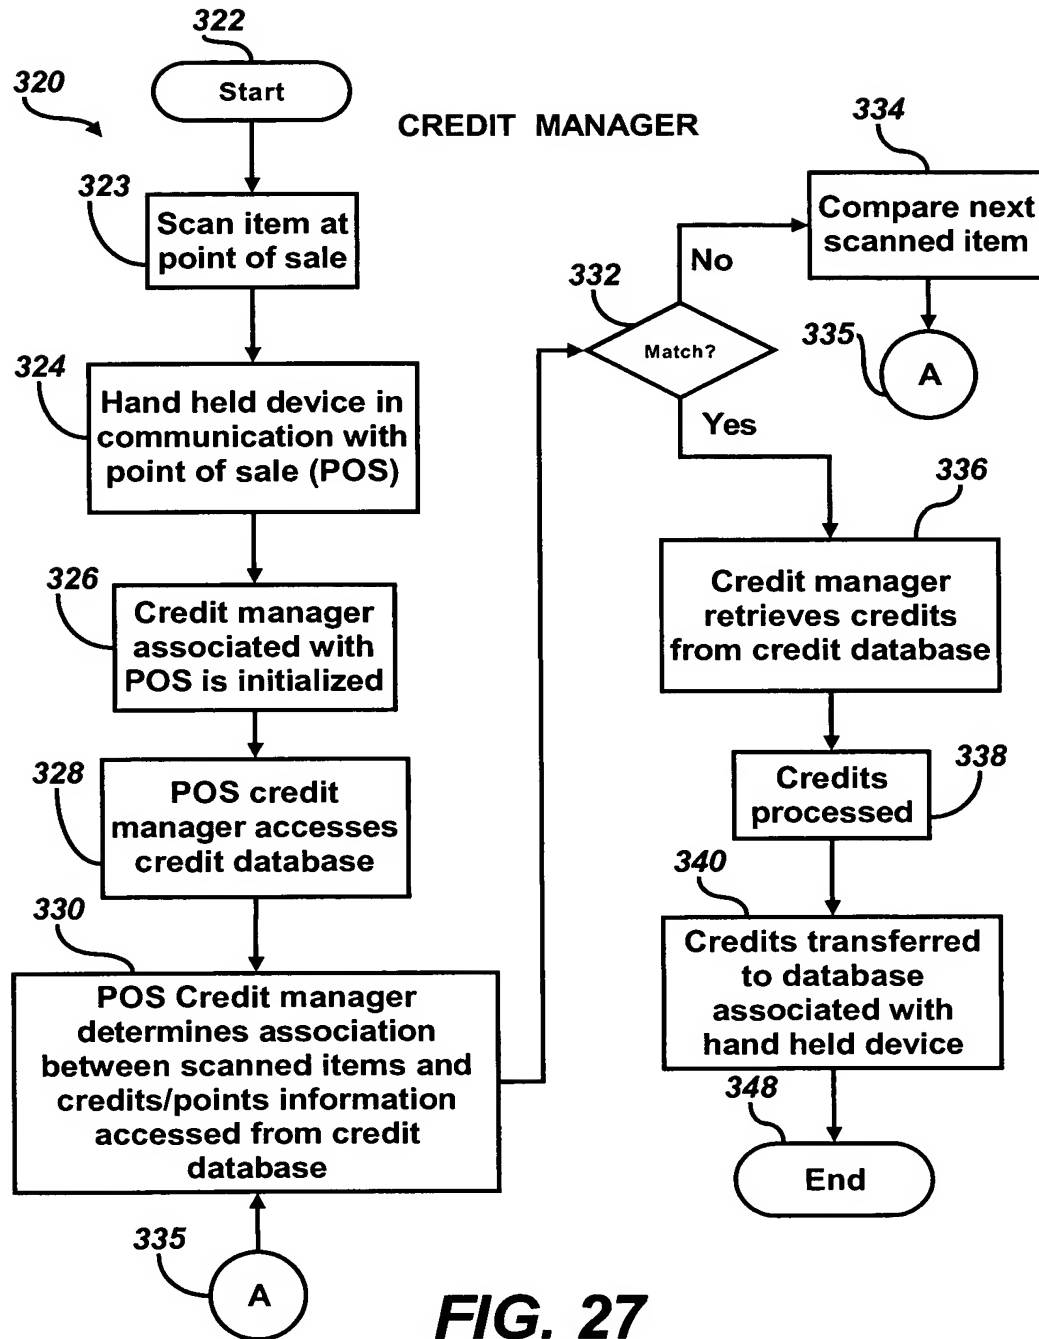 322
Start
320
CREDIT MANAGER
323
Scan item at
point of sale
324
Hand held device in
communication with
point of sale (POS)
326
Credit manager
associated with
POS is initialized
328
POS credit
manager accesses
credit database
330
POS Credit manager
determines association
between scanned items and
credits/points information
accessed from credit
database
335
A
332
Match?
No
334
Compare next
scanned item
335
A
Yes
336
Credit manager
retrieves credits
from credit database
338
Credits
processed
340
Credits transferred
to database
associated with
hand held device
348
End
FIG. 27